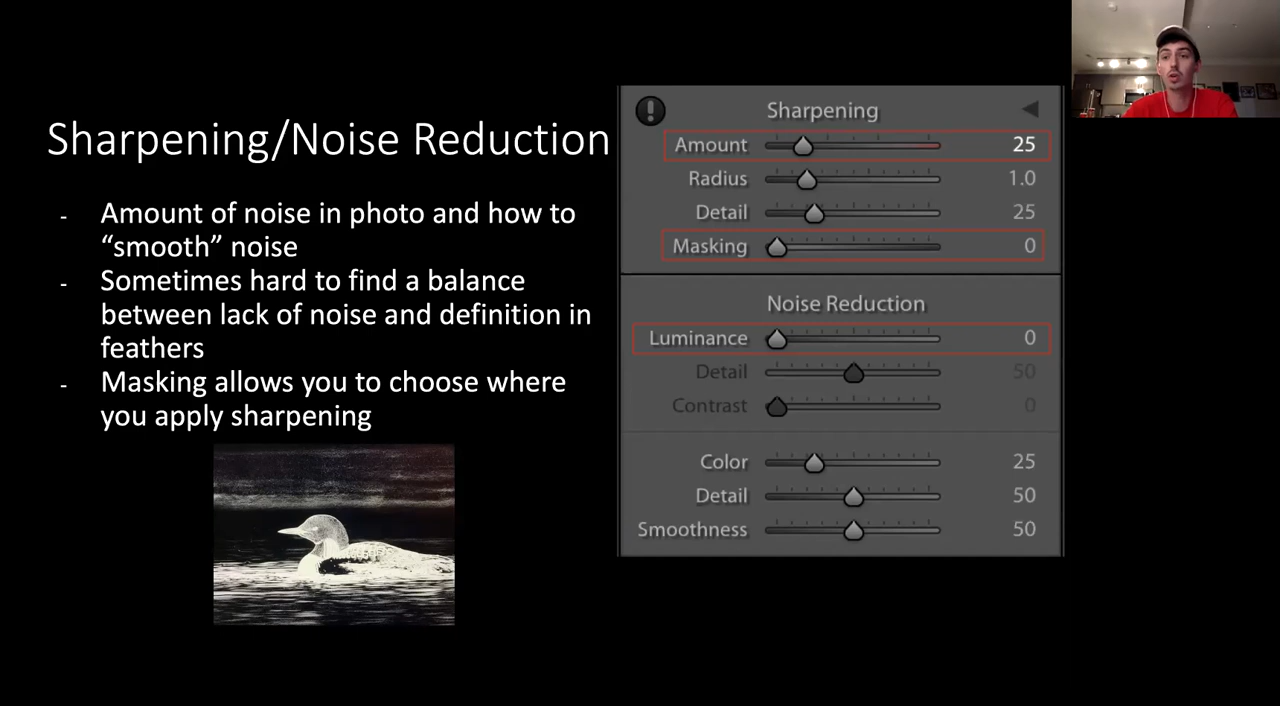 Sharpening/Noise Reduction
- Amount of noise in photo and how to
“smooth” noise
- Sometimes hard to find a balance
between lack of noise and definition in
feathers
- Masking allows you to choose where
you apply sharpening
Sharpening
Amount 25
Radius 1.0
Detail 25
Masking 0
Noise Reduction
Luminance 0
Detail 50
Contrast 0
Color 25
Detail 50
Smoothness 50